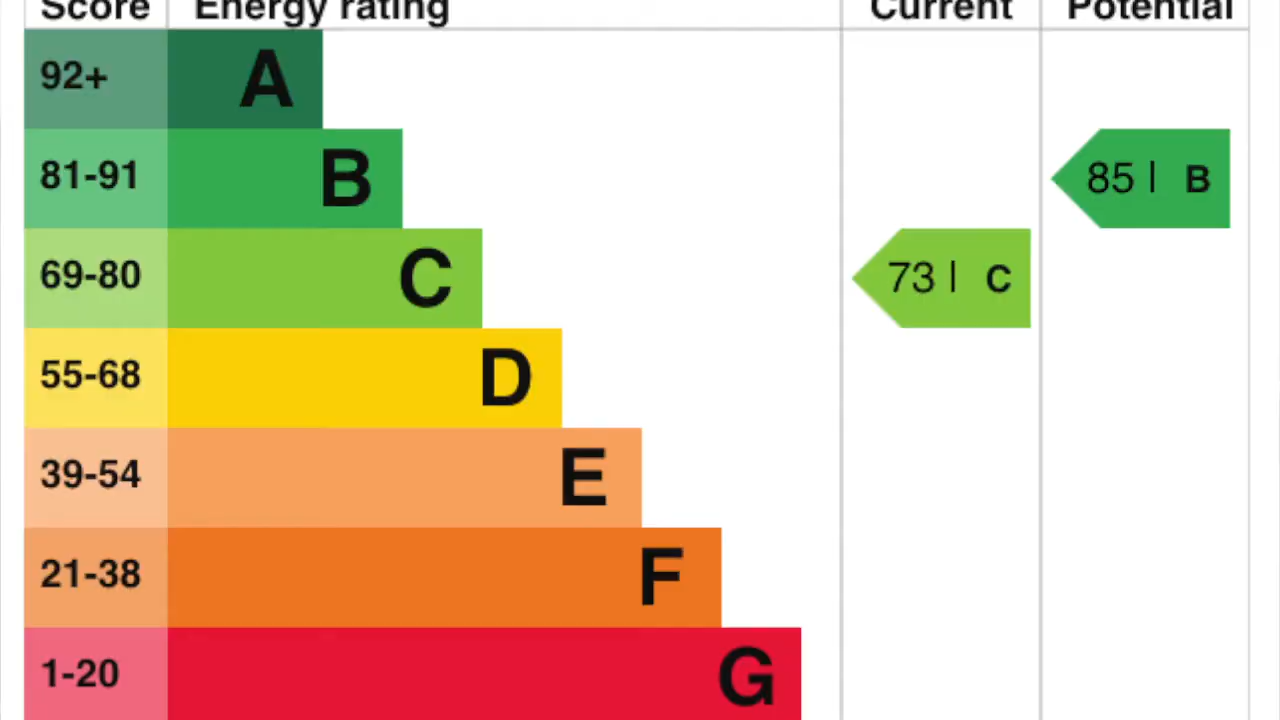 Score Energy rating Current Potential
92+ A
81-91 B 85 | B
69-80 C 73 | C
55-68 D
39-54 E
21-38 F
1-20 G